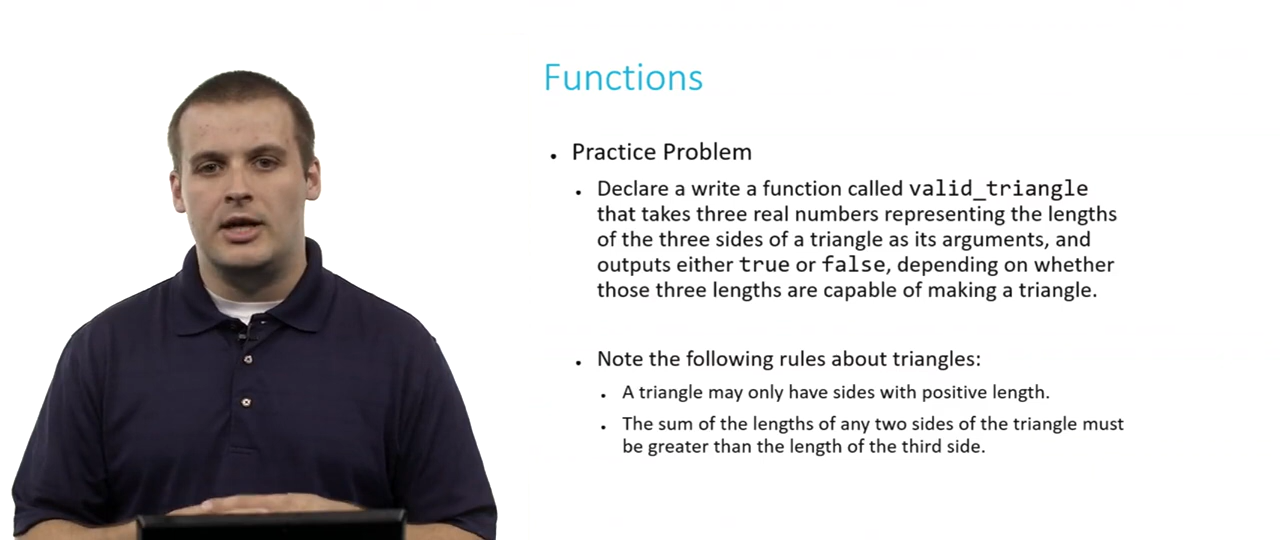 Functions
• Practice Problem
• Declare a write a function called valid_triangle
that takes three real numbers representing the lengths
of the three sides of a triangle as its arguments, and
outputs either true or false, depending on whether
those three lengths are capable of making a triangle.
• Note the following rules about triangles:
• A triangle may only have sides with positive length.
• The sum of the lengths of any two sides of the triangle must
be greater than the length of the third side.